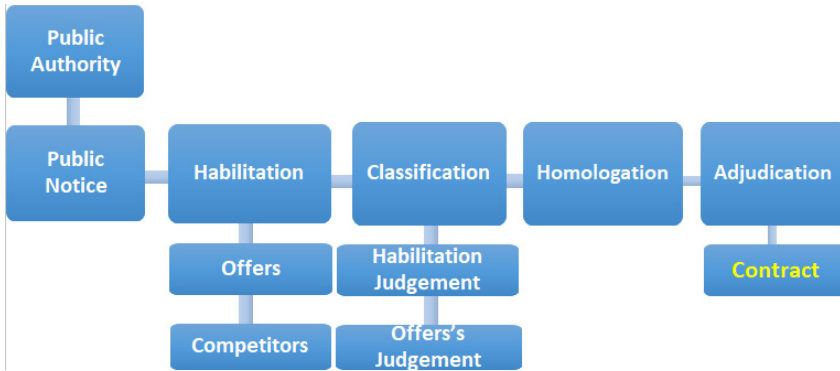 Public
Authority
Public
Notice
Habilitation
Classification
Homologation
Adjudication
Offers
Habilitation
Judgement
Contract
Competitors
Offers's
Judgement